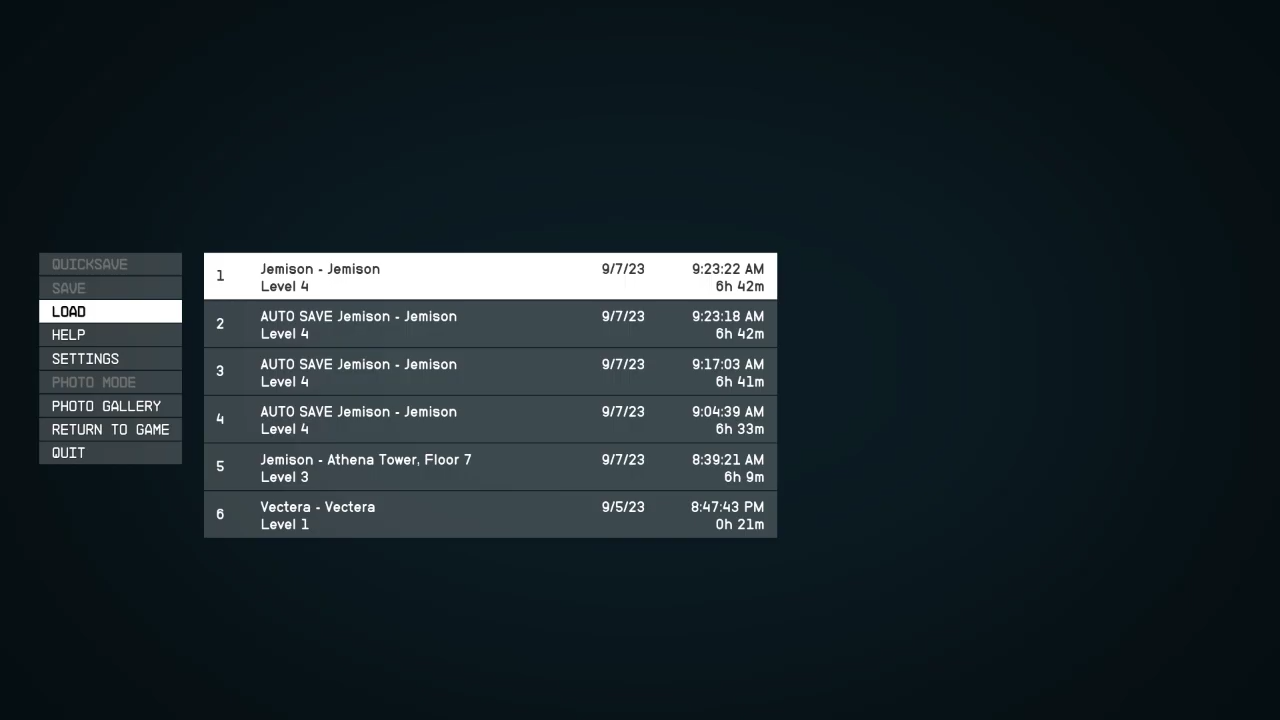 QUICKSAVE
SAVE
LOAD
HELP
SETTINGS
PHOTO MODE
PHOTO GALLERY
RETURN TO GAME
QUIT
1 Jemison - Jemison 9/7/23 9:23:22 AM
Level 4 6h 42m
2 AUTO SAVE Jemison - Jemison 9/7/23 9:23:18 AM
Level 4 6h 42m
3 AUTO SAVE Jemison - Jemison 9/7/23 9:17:03 AM
Level 4 6h 41m
4 AUTO SAVE Jemison - Jemison 9/7/23 9:04:39 AM
Level 4 6h 33m
5 Jemison - Athena Tower, Floor 7 9/7/23 8:39:21 AM
Level 3 6h 9m
6 Vectera - Vectera 9/5/23 8:47:43 PM
Level 1 0h 21m